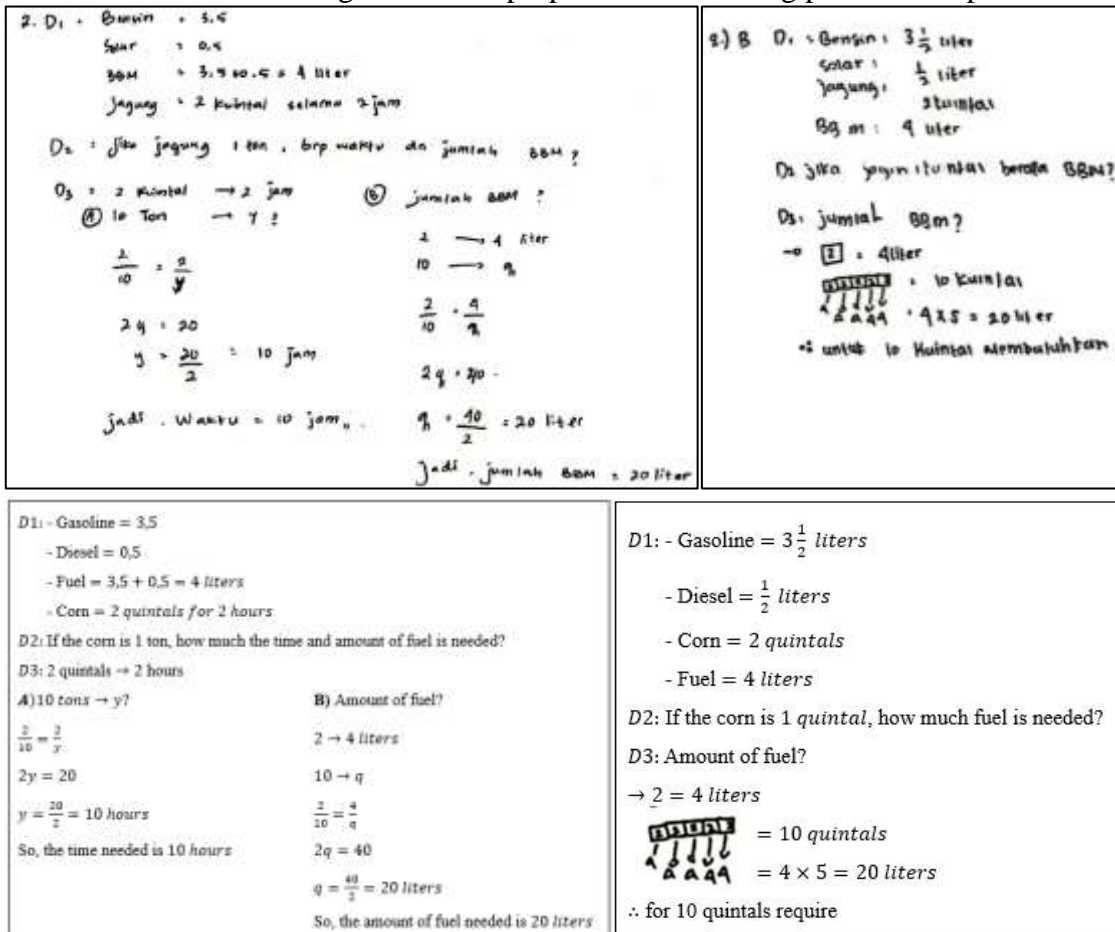 2. D1 : Bensin = 3.5
Solar = 0.5
BBM = 3.5+0.5 = 4 liter
Jagung = 2 kuintal selama 2 jam
D2 : Jika jagung 1 ton, brp waktu dn jumlah BBM ?
D3 : 2 kuintal → 2 jam
(A) 10 Ton → y ?
2/10 = 2/y
2y = 20
y = 20/2 = 10 jam
jadi, waktu = 10 jam
(B) jumlah BBM ?
2 → 4 liter
10 → q
2/10 = 4/q
2q = 40
q = 40/2 = 20 liter
Jadi, jumlah BBM = 20 liter
2.) B D1 : Bensin : 3 1/2 liter
Solar : 1/2 liter
Jagung :
2 kuintal
BBM : 4 liter
D2 Jika berapa BBM?
D3 : jumlah BBM?
→ 2 = 4 liter
= 10 kuintal
4 4 4 4 4 = 4 x 5 = 20 liter
∴ untuk 10 kuintal membutuhkan
D1: - Gasoline = 3,5
- Diesel = 0,5
- Fuel = 3,5 + 0,5 = 4 liters
- Corn = 2 quintals for 2 hours
D2: If the corn is 1 ton, how much the time and amount of fuel is needed?
D3: 2 quintals → 2 hours
A)10 tons → y?
2/10 = 2/y
2y = 20
y = 20/2 = 10 hours
So, the time needed is 10 hours
B) Amount of fuel?
2 → 4 liters
10 → q
2/10 = 4/q
2q = 40
q = 40/2 = 20 liters
So, the amount of fuel needed is 20 liters
D1: - Gasoline = 3 1/2 liters
- Diesel = 1/2 liters
- Corn = 2 quintals
- Fuel = 4 liters
D2: If the corn is 1 quintal, how much fuel is needed?
D3: Amount of fuel?
→ 2 = 4 liters
= 10 quintals
= 4 × 5 = 20 liters
∴ for 10 quintals require